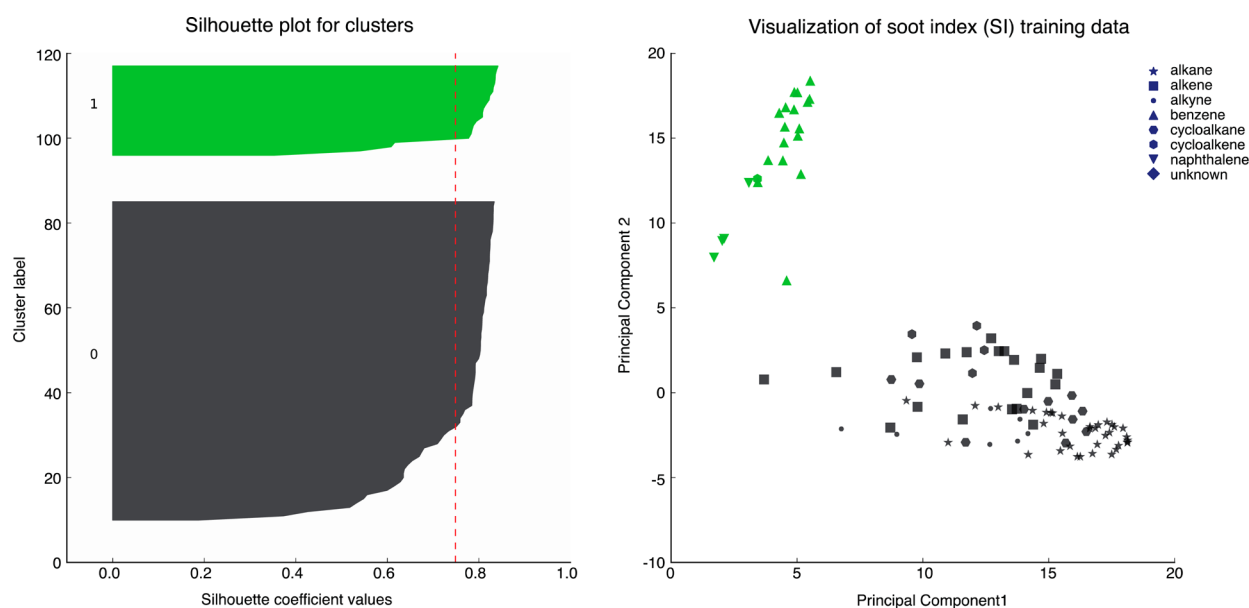 Silhouette plot for clusters
120
100
80
60
40
20
0
1
0
Cluster label
0.0 0.2 0.4 0.6 0.8 1.0
Silhouette coefficient values
Visualization of soot index (SI) training data
20
15
10
5
0
-5
-10
Principal Component 2
0 5 10 15 20
Principal Component1
alkane
alkene
alkyne
benzene
cycloalkane
cycloalkene
naphthalene
unknown